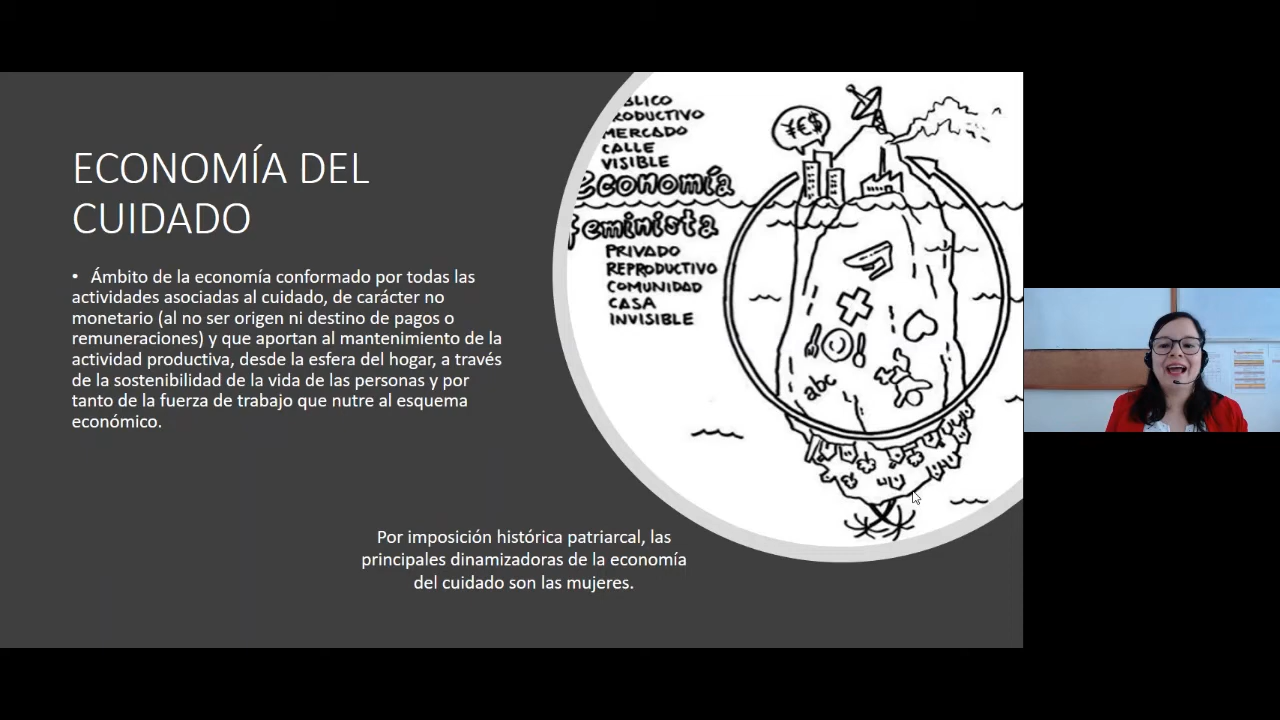 ECONOMÍA DEL
CUIDADO
• Ámbito de la economía conformado por todas las
actividades asociadas al cuidado, de carácter no
monetario (al no ser origen ni destino de pagos o
remuneraciones) y que aportan al mantenimiento de la
actividad productiva, desde la esfera del hogar, a través
de la sostenibilidad de la vida de las personas y por
tanto de la fuerza de trabajo que nutre al esquema
económico.
Por imposición histórica patriarcal, las
principales dinamizadoras de la economía
del cuidado son las mujeres.
MERCADO
CALLE
VISIBLE
Economía
feminista
PRIVADO
REPRODUCTIVO
COMUNIDAD
CASA
INVISIBLE
¥€$
abc